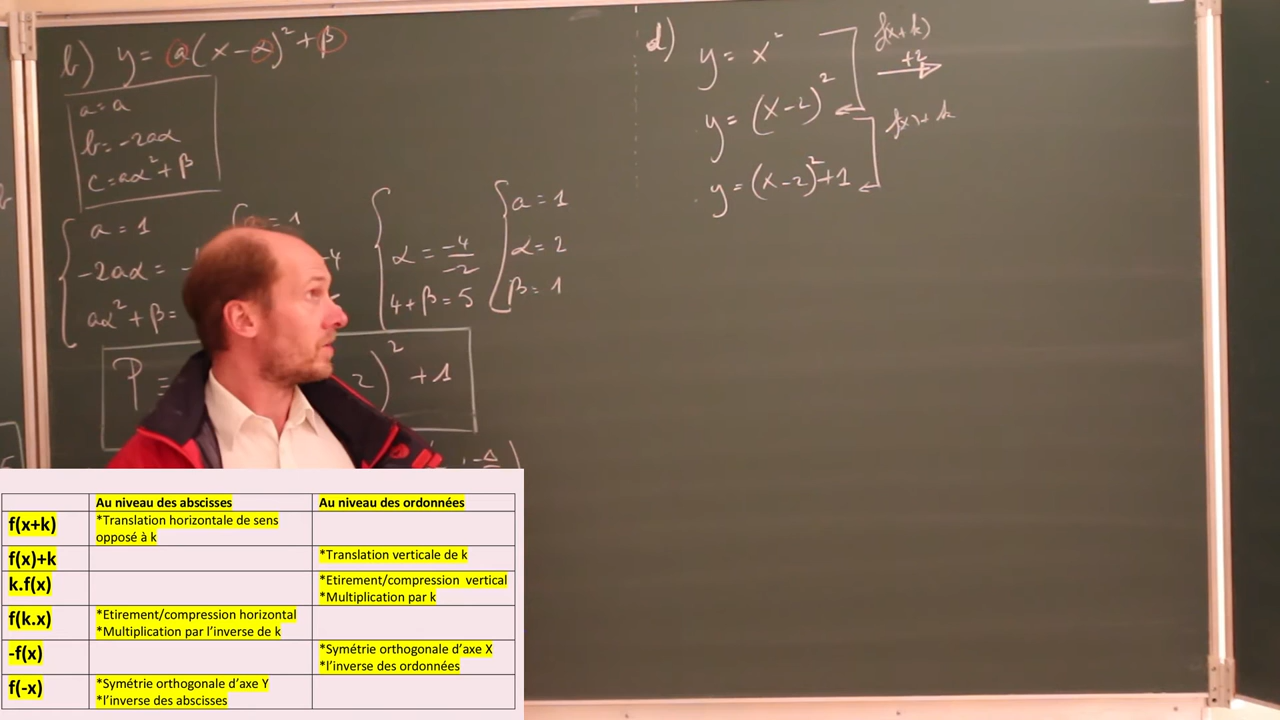 b) y = a(x-α)²+β
a = a
b = -2aα
c = aα²+β
a = 1
-2aα =
aα²+β =
= 1
-4
α = -4/-2
4+β = 5
a = 1
α = 2
β = 1
P =
2)² + 1
-Δ
d) y = x²
f(x+k)
+2
y = (x-2)²
f(x)+k
y = (x-2)²+1
Au niveau des abscisses Au niveau des ordonnées
f(x+k) *Translation horizontale de sens
opposé à k
f(x)+k *Translation verticale de k
k.f(x) *Etirement/compression vertical
*Multiplication par k
f(k.x) *Etirement/compression horizontal
*Multiplication par l'inverse de k
-f(x) *Symétrie orthogonale d'axe X
*l'inverse des ordonnées
f(-x) *Symétrie orthogonale d'axe Y
*l'inverse des abscisses